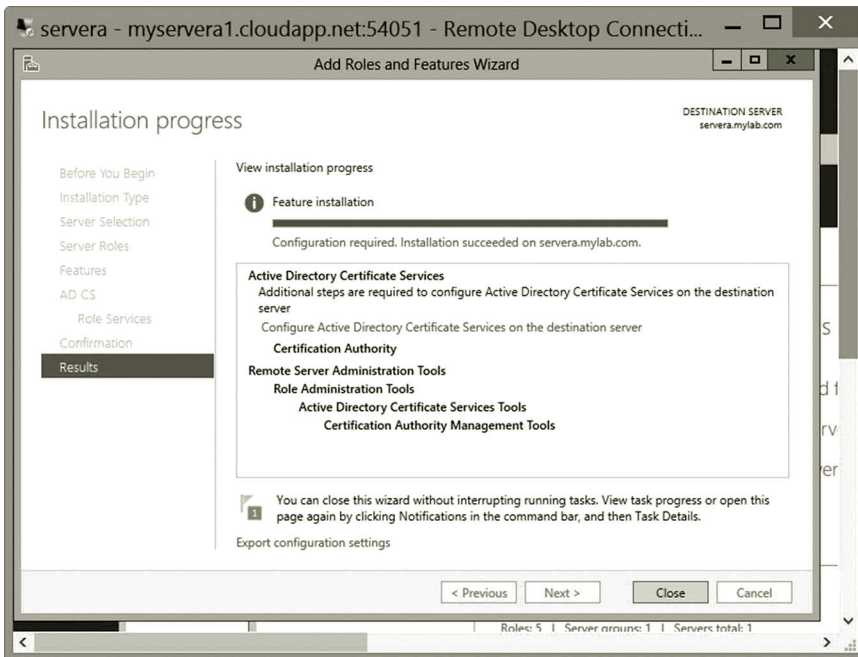 servera - myservera1.cloudapp.net:54051 - Remote Desktop Connecti...
Add Roles and Features Wizard
Installation progress
DESTINATION SERVER
servera.mylab.com
Before You Begin
Installation Type
Server Selection
Server Roles
Features
AD CS
Role Services
Confirmation
Results
View installation progress
Feature installation
Configuration required. Installation succeeded on servera.mylab.com.
Active Directory Certificate Services
Additional steps are required to configure Active Directory Certificate Services on the destination
server
Configure Active Directory Certificate Services on the destination server
Certification Authority
Remote Server Administration Tools
Role Administration Tools
Active Directory Certificate Services Tools
Certification Authority Management Tools
1
You can close this wizard without interrupting running tasks. View task progress or open this
page again by clicking Notifications in the command bar, and then Task Details.
Export configuration settings
< Previous
Next >
Close
Cancel
Roles: 5 | Server groups: 1 | Servers total: 1